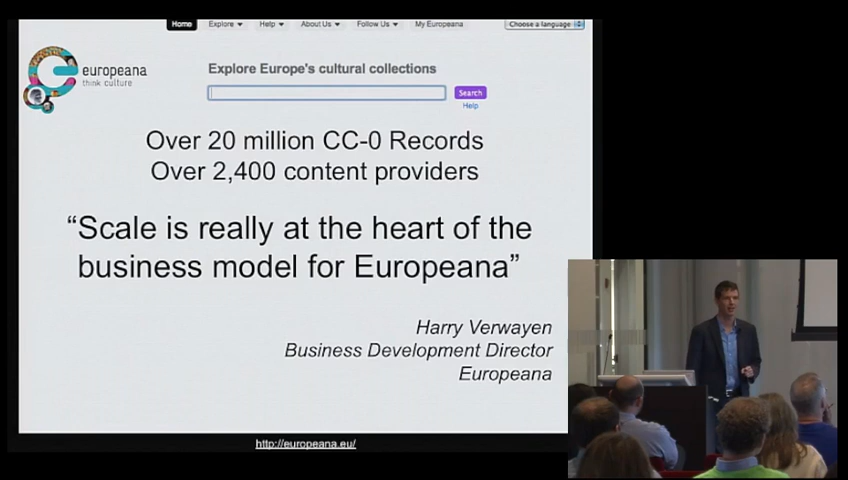 Home Explore Help About Us Follow Us My Europeana Choose a language
europeana
think culture
Explore Europe's cultural collections
Search
Help
Over 20 million CC-0 Records
Over 2,400 content providers
“Scale is really at the heart of the
business model for Europeana”
Harry Verwayen
Business Development Director
Europeana
http://europeana.eu/